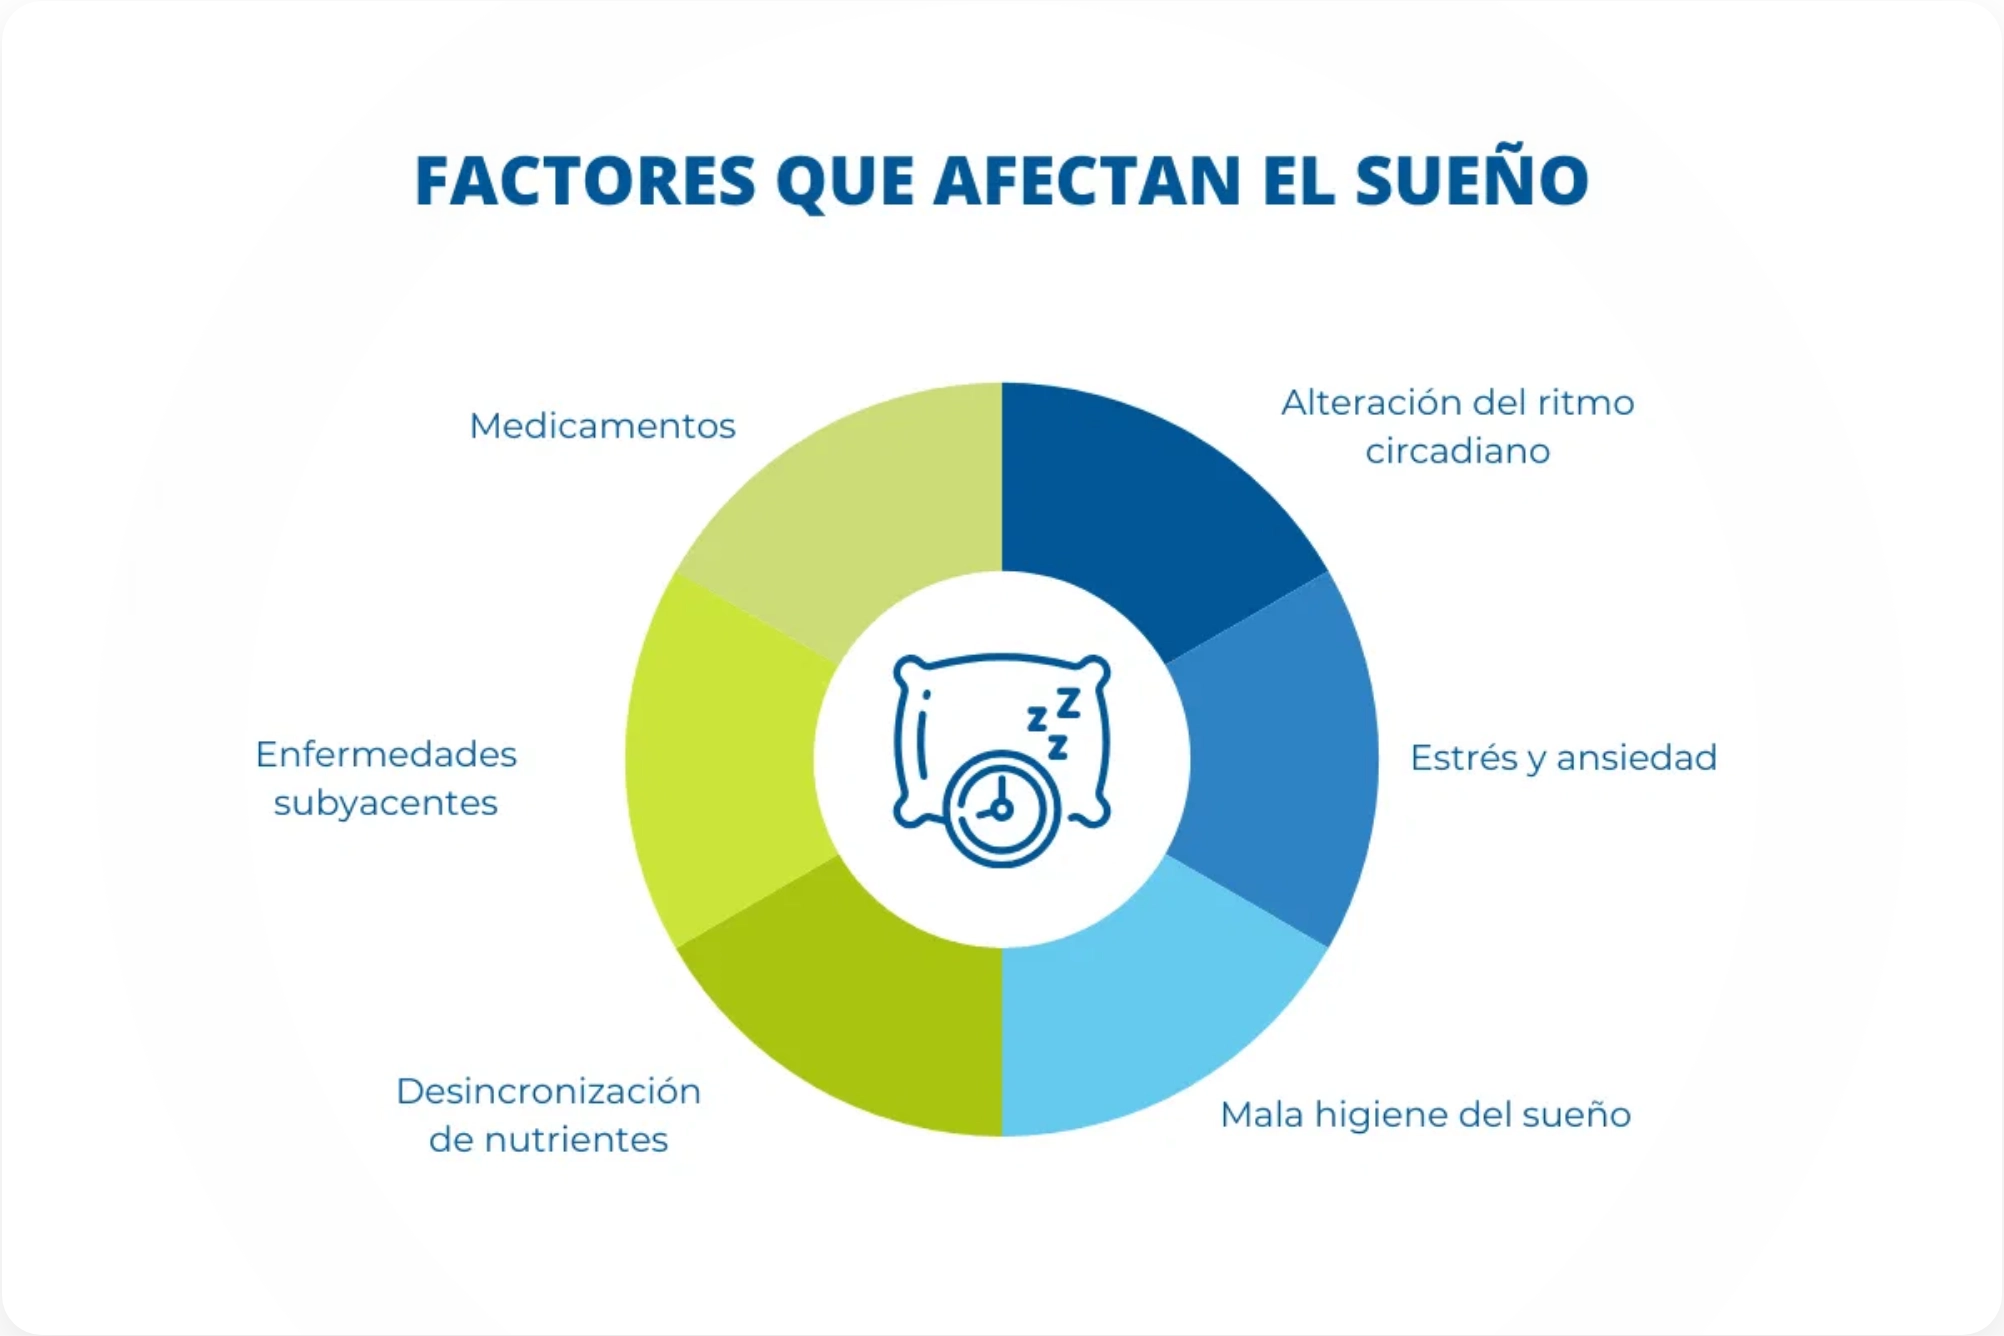 FACTORES QUE AFECTAN EL SUEÑO
Medicamentos
Alteración del ritmo
circadiano
Enfermedades
subyacentes
Estrés y ansiedad
Desincronización
de nutrientes
Mala higiene del sueño
z
Z
z